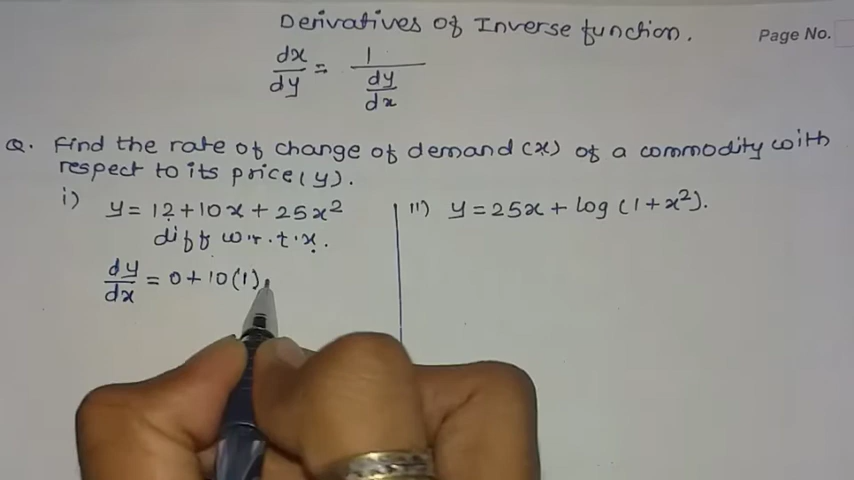 Derivatives of Inverse function.
Page No.
dx/dy = 1/(dy/dx)
Q. Find the rate of change of demand (x) of a commodity with
respect to its price (y).
i) y = 12 + 10x + 25x²
diff w.r.t.x.
dy/dx = 0 + 10(1)
ii) y = 25x + log (1 + x²).